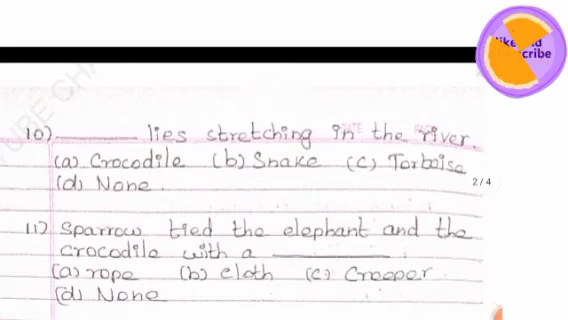 10) ______ lies stretching in the river.
(a) Crocodile (b) Snake (c) Tortoise
(d) None.
2/4
11) Sparrow tied the elephant and the
crocodile with a ______ .
(a) rope (b) cloth (c) Creeper.
(d) None